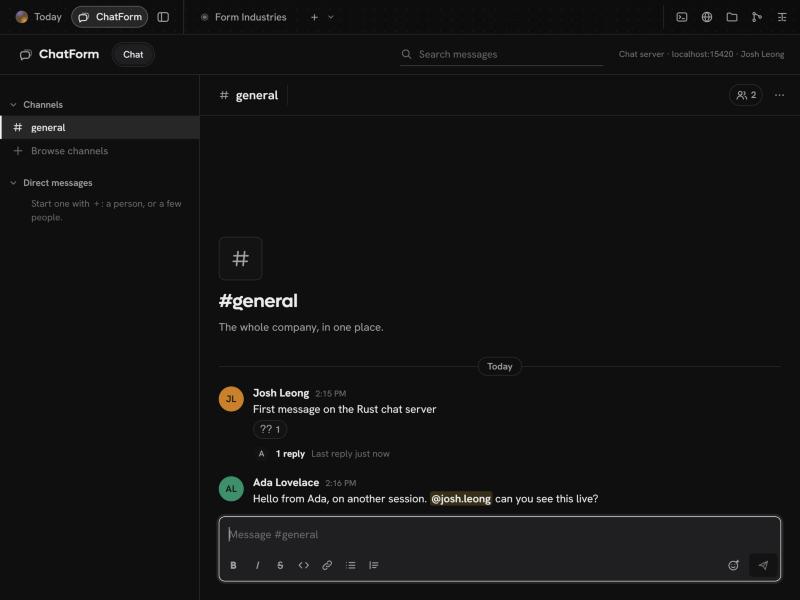 Today
ChatForm
Form Industries
ChatForm
Chat
Search messages
Chat server · localhost:15420 · Josh Leong
Channels
# general
Browse channels
Direct messages
Start one with +: a person, or a few
people.
# general
2
#
#general
The whole company, in one place.
Today
JL
Josh Leong 2:15 PM
First message on the Rust chat server
?? 1
A 1 reply Last reply just now
AL
Ada Lovelace 2:16 PM
Hello from Ada, on another session. @josh.leong can you see this live?
Message #general
B I S